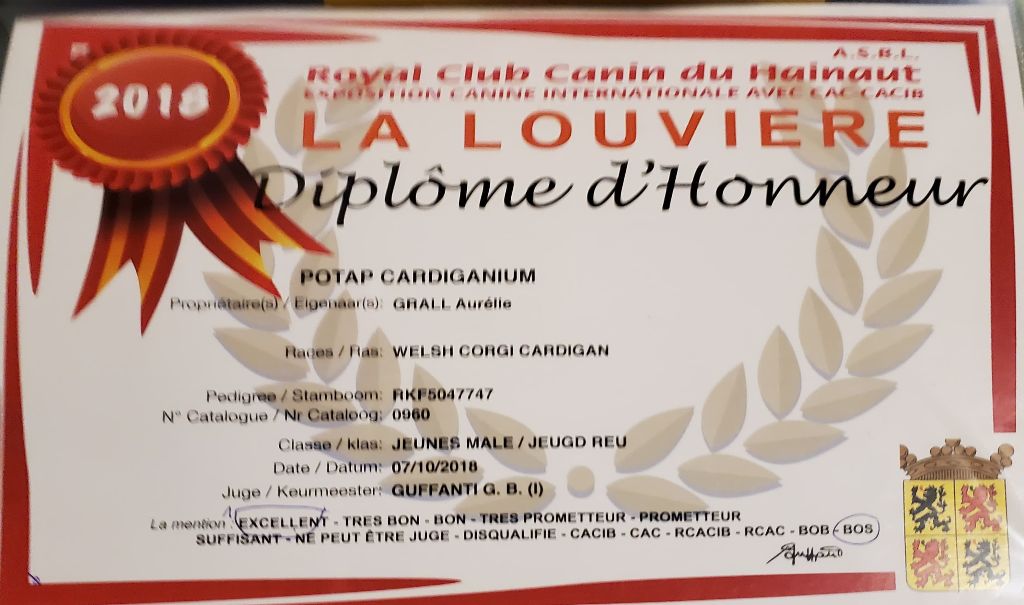 2018
A.S.B.L.
Royal Club Canin du Hainaut
EXPOSITION CANINE INTERNATIONALE AVEC CAC-CACIB
LA LOUVIERE
Diplôme d'Honneur
POTAP CARDIGANIUM
Propriétaire(s) / Eigenaar(s): GRALL Aurélie
Races / Ras: WELSH CORGI CARDIGAN
Pedigree / Stamboom: RKF5047747
N° Catalogue / Nr Cataloog: 0960
Classe / klas: JEUNES MALE / JEUGD REU
Date / Datum: 07/10/2018
Juge / Keurmeester: GUFFANTI G. B. (I)
La mention : 1 EXCELLENT - TRES BON - BON - TRES PROMETTEUR - PROMETTEUR
SUFFISANT - NE PEUT ÊTRE JUGE - DISQUALIFIE - CACIB - CAC - RCACIB - RCAC - BOB - BOS